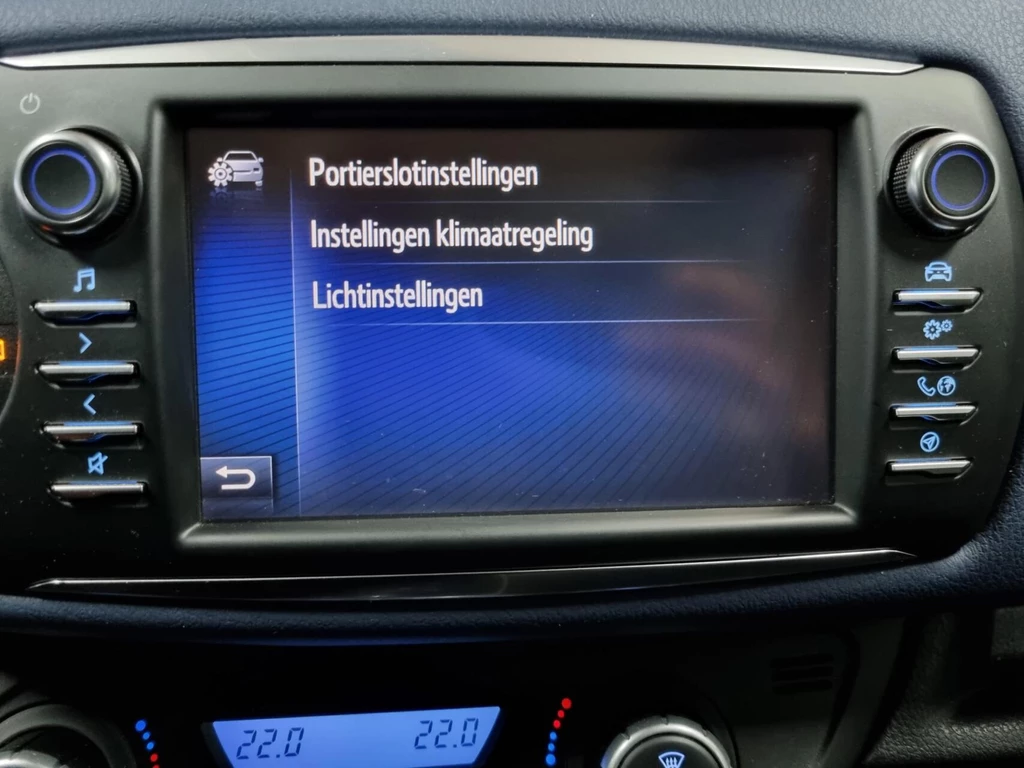 Portierslotinstellingen
Instellingen klimaatregeling
Lichtinstellingen
22.0 22.0